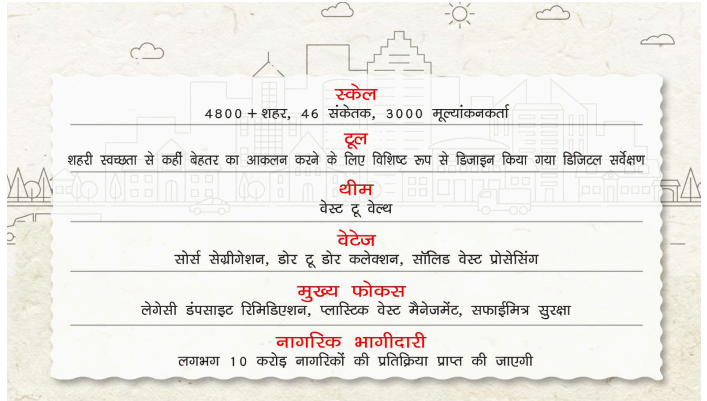 स्केल
4800 + शहर, 46 संकेतक, 3000 मूल्यांकनकर्ता
टूल
शहरी स्वच्छता से कहीं बेहतर का आकलन करने के लिए विशिष्ट रूप से डिजाइन किया गया डिजिटल सर्वेक्षण
थीम
वेस्ट टू वेल्थ
वेटेज
सोर्स सेग्रीगेशन, डोर टू डोर कलेक्शन, सॉलिड वेस्ट प्रोसेसिंग
मुख्य फोकस
लेगेसी डंपसाइट रिमिडिएशन, प्लास्टिक वेस्ट मैनेजमेंट, सफाईमित्र सुरक्षा
नागरिक भागीदारी
लगभग 10 करोड़ नागरिकों की प्रतिक्रिया प्राप्त की जाएगी